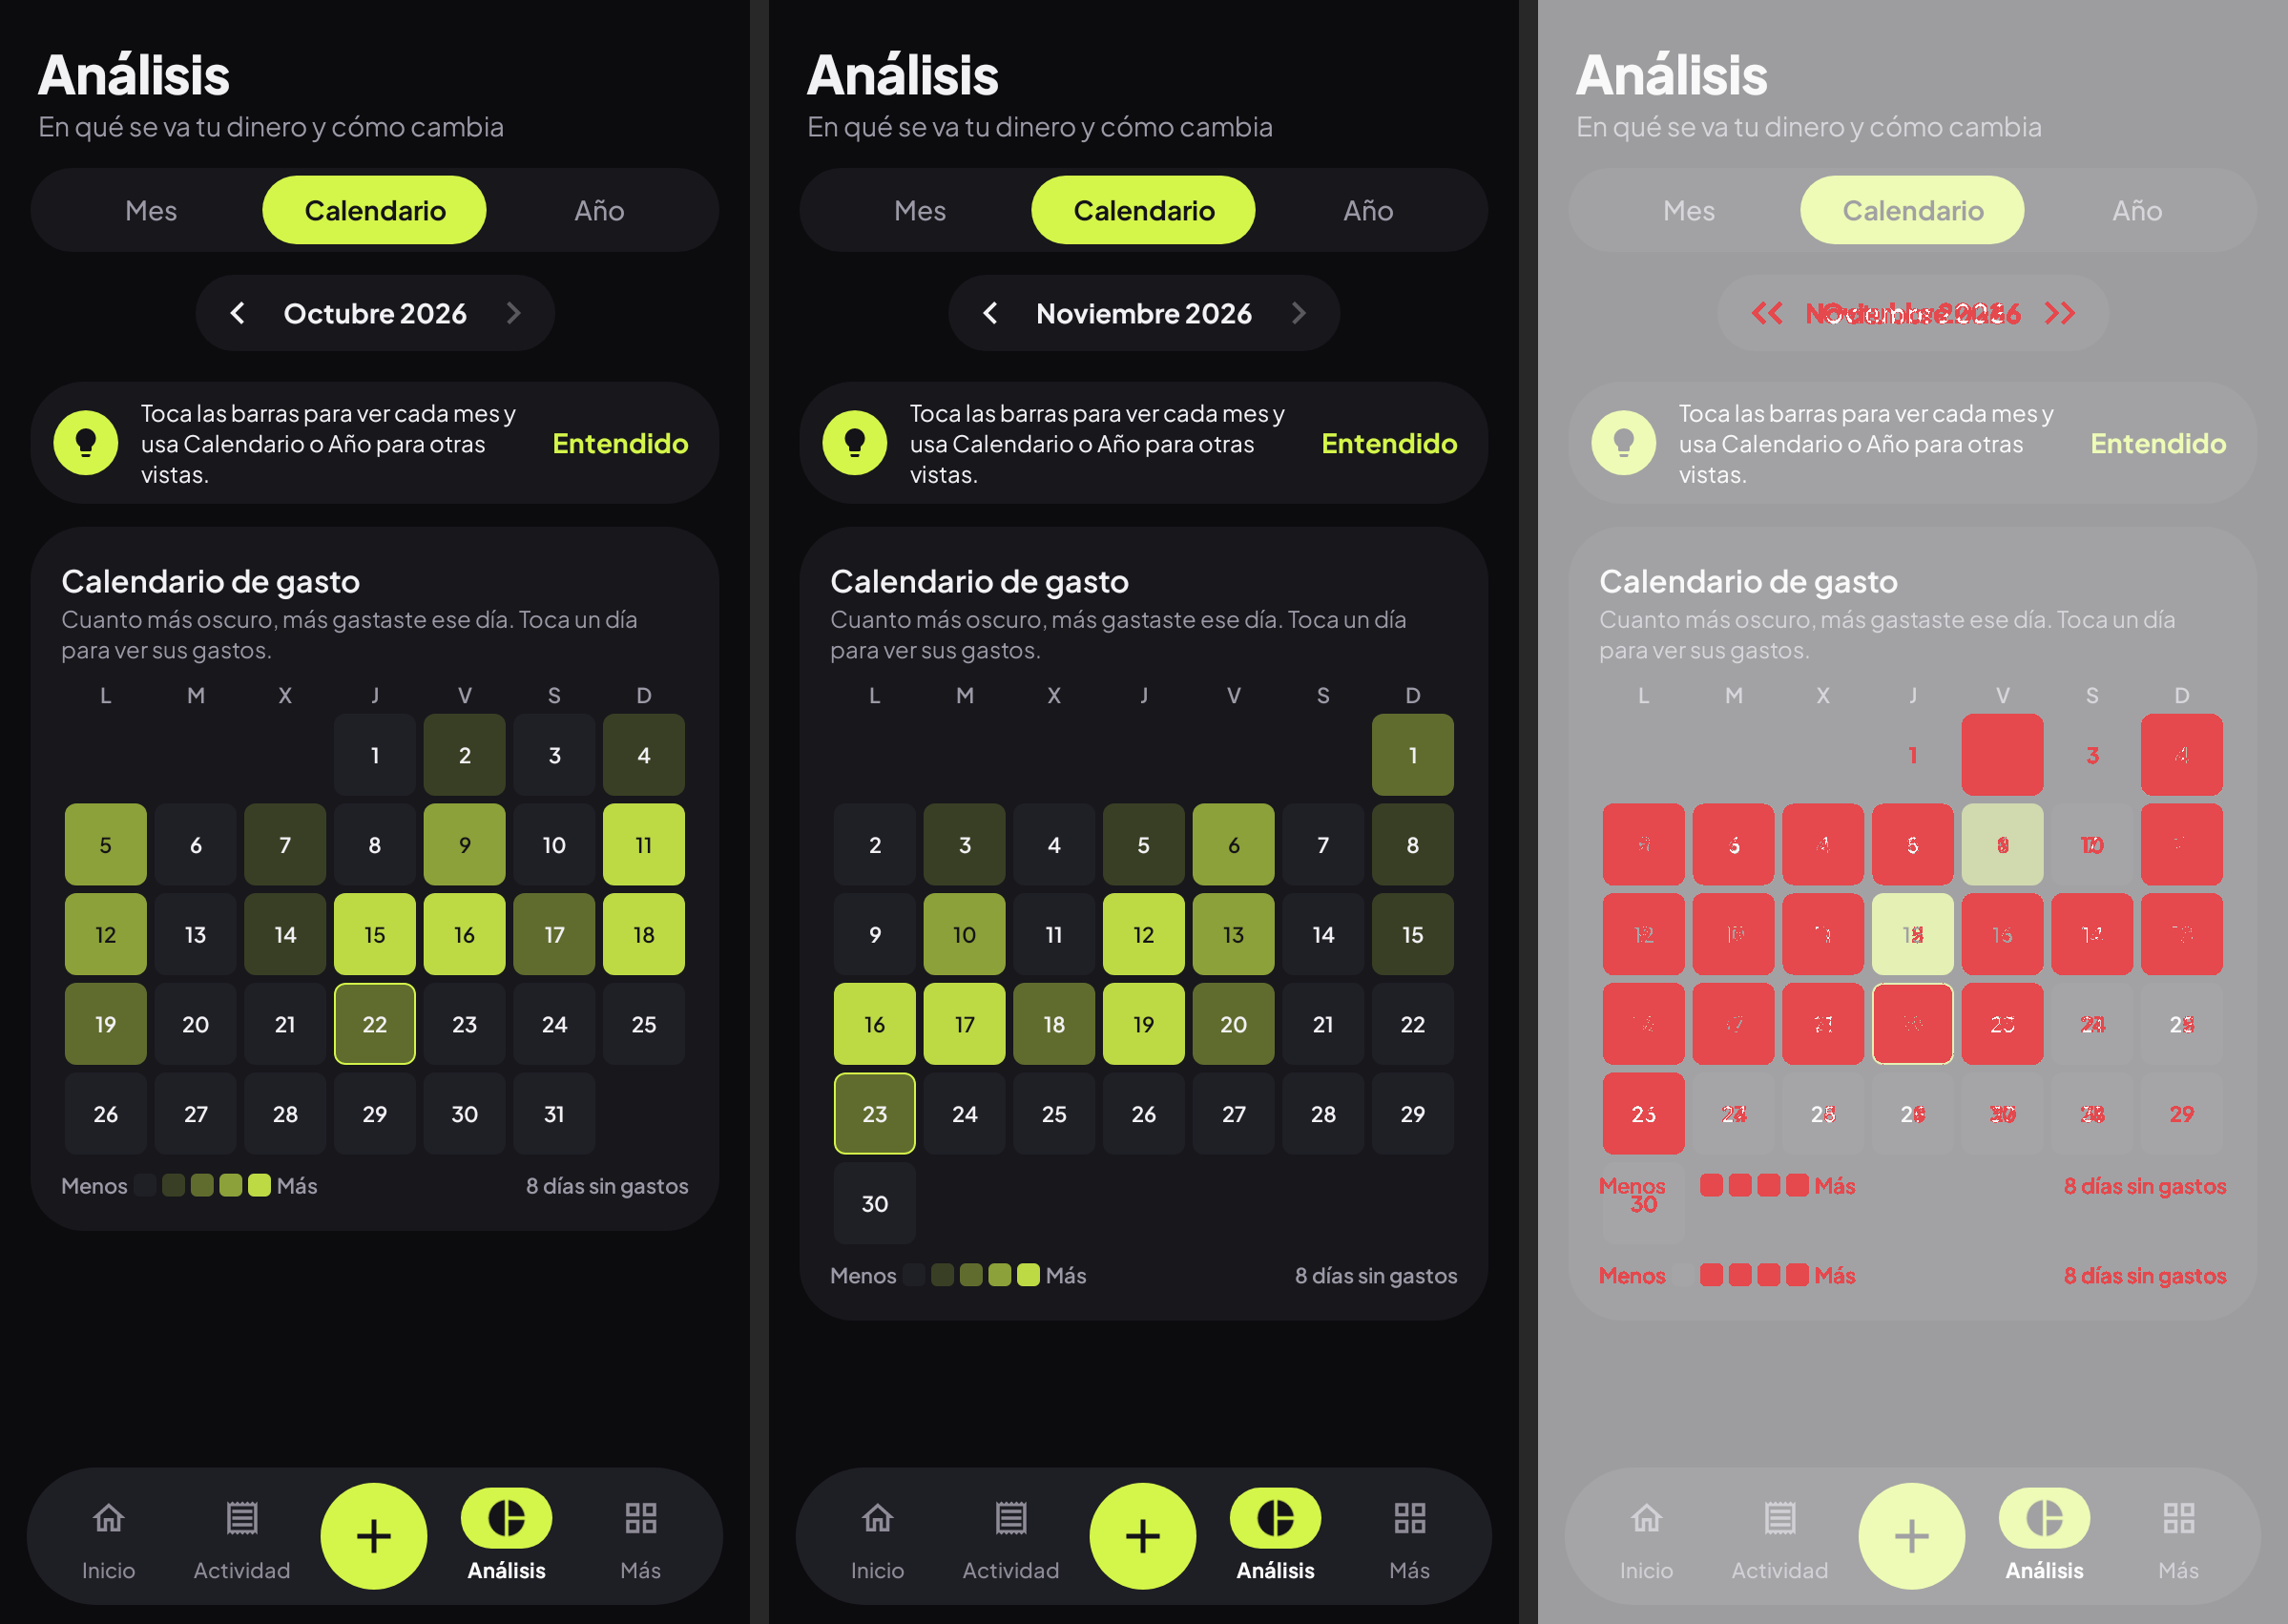 Análisis
En qué se va tu dinero y cómo cambia
Mes Calendario Año
Octubre 2026
Toca las barras para ver cada mes y
usa Calendario o Año para otras
vistas.
Entendido
Calendario de gasto
Cuanto más oscuro, más gastaste ese día. Toca un día
para ver sus gastos.
L M X J V S D
1 2 3 4
5 6 7 8 9 10 11
12 13 14 15 16 17 18
19 20 21 22 23 24 25
26 27 28 29 30 31
Menos Más 8 días sin gastos
Inicio Actividad Análisis Más
Análisis
En qué se va tu dinero y cómo cambia
Mes Calendario Año
Noviembre 2026
Toca las barras para ver cada mes y
usa Calendario o Año para otras
vistas.
Entendido
Calendario de gasto
Cuanto más oscuro, más gastaste ese día. Toca un día
para ver sus gastos.
L M X J V S D
1
2 3 4 5 6 7 8
9 10 11 12 13 14 15
16 17 18 19 20 21 22
23 24 25 26 27 28 29
30
Menos Más 8 días sin gastos
Inicio Actividad Análisis Más
Análisis
En qué se va tu dinero y cómo cambia
Mes Calendario Año
Toca las barras para ver cada mes y
usa Calendario o Año para otras
vistas.
Entendido
Calendario de gasto
Cuanto más oscuro, más gastaste ese día. Toca un día
para ver sus gastos.
L M X J V S D
1 3
29
Menos Más 8 días sin gastos
30
Menos Más 8 días sin gastos
Inicio Actividad Análisis Más